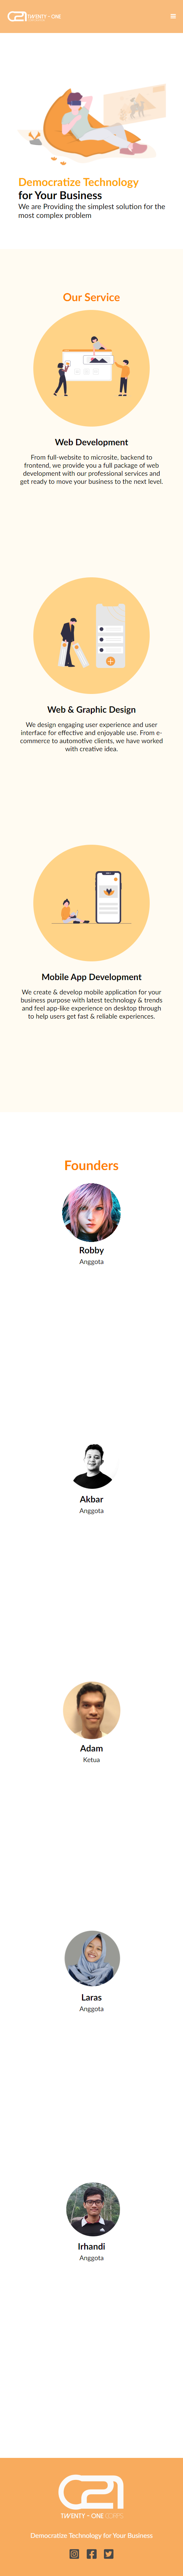 C21 TWENTY - ONE
Democratize Technology
for Your Business
We are Providing the simplest solution for the
most complex problem
Our Service
Web Development
From full-website to microsite, backend to
frontend, we provide you a full package of web
development with our professional services and
get ready to move your business to the next level.
Web & Graphic Design
We design engaging user experience and user
interface for effective and enjoyable use. From e-
commerce to automotive clients, we have worked
with creative idea.
Mobile App Development
We create & develop mobile application for your
business purpose with latest technology & trends
and feel app-like experience on desktop through
to help users get fast & reliable experiences.
Founders
Robby
Anggota
Akbar
Anggota
Adam
Ketua
Laras
Anggota
Irhandi
Anggota
C21
TWENTY - ONE CORPS
Democratize Technology for Your Business